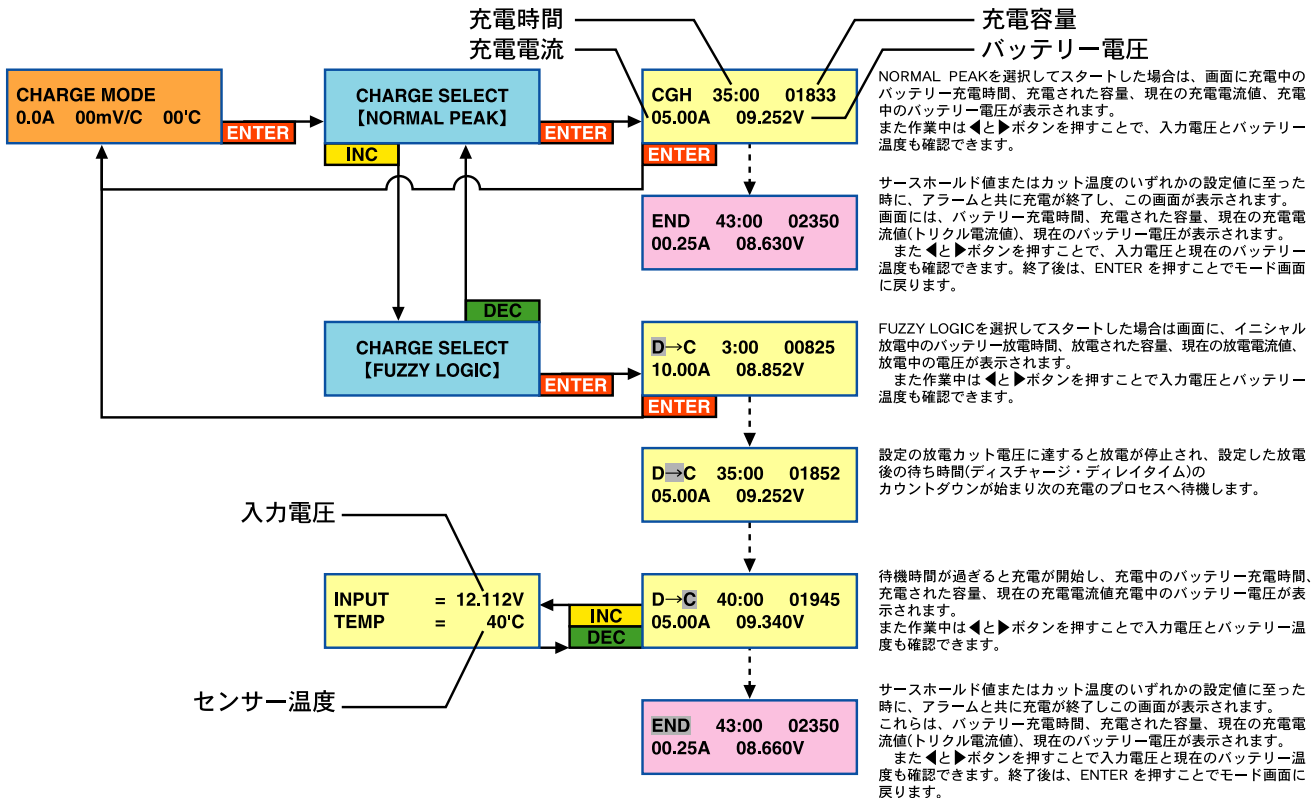 充電時間
充電電流
充電容量
バッテリー電圧
CHARGE MODE
0.0A 00mV/C 00'C
ENTER
CHARGE SELECT
【NORMAL PEAK】
ENTER
INC
CGH 35:00 01833
05.00A 09.252V
ENTER
NORMAL PEAKを選択してスタートした場合は、画面に充電中の
バッテリー充電時間、充電された容量、現在の充電電流値、充電
中のバッテリー電圧が表示されます。
また作業中は◀と▶ボタンを押すことで、入力電圧とバッテリー
温度も確認できます。
END 43:00 02350
00.25A 08.630V
サースホールド値またはカット温度のいずれかの設定値に至った
時に、アラームと共に充電が終了し、この画面が表示されます。
画面には、バッテリー充電時間、充電された容量、現在の充電電
流値(トリクル電流値)、現在のバッテリー電圧が表示されます。
また◀と▶ボタンを押すことで、入力電圧と現在のバッテリー
温度も確認できます。終了後は、ENTER を押すことでモード画面
に戻ります。
DEC
CHARGE SELECT
【FUZZY LOGIC】
ENTER
D→C 3:00 00825
10.00A 08.852V
ENTER
FUZZY LOGICを選択してスタートした場合は画面に、イニシャル
放電中のバッテリー放電時間、放電された容量、現在の放電電流値、
放電中の電圧が表示されます。
また作業中は◀と▶ボタンを押すことで入力電圧とバッテリー
温度も確認できます。
D→C 35:00 01852
05.00A 09.252V
設定の放電カット電圧に達すると放電が停止され、設定した放電
後の待ち時間(ディスチャージ・ディレイタイム)の
カウントダウンが始まり次の充電のプロセスへ待機します。
入力電圧
INPUT = 12.112V
TEMP = 40'C
INC
DEC
D→C 40:00 01945
05.00A 09.340V
待機時間が過ぎると充電が開始し、充電中のバッテリー充電時間、
充電された容量、現在の充電電流値充電中のバッテリー電圧が表
示されます。
また作業中は◀と▶ボタンを押すことで入力電圧とバッテリー温
度も確認できます。
センサー温度
END 43:00 02350
00.25A 08.660V
サースホールド値またはカット温度のいずれかの設定値に至った
時に、アラームと共に充電が終了しこの画面が表示されます。
これらは、バッテリー充電時間、充電された容量、現在の充電電
流値(トリクル電流値)、現在のバッテリー電圧が表示されます。
また◀と▶ボタンを押すことで入力電圧と現在のバッテリー温
度も確認できます。終了後は、ENTER を押すことでモード画面に
戻ります。